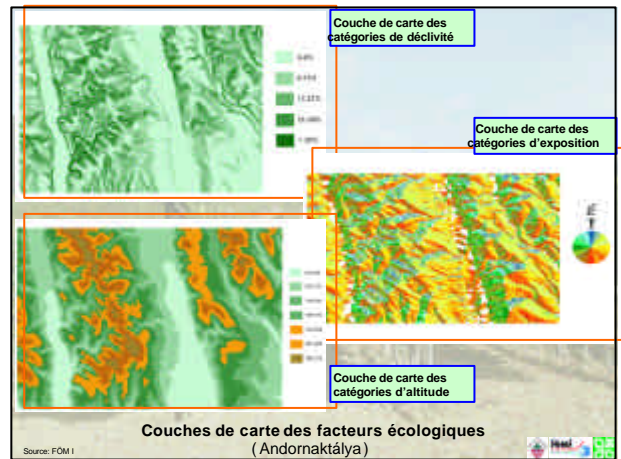 Couche de carte des
catégories de déclivité
Couche de carte des
catégories d'exposition
Couche de carte des
catégories d'altitude
Couches de carte des facteurs écologiques
(Andornaktálya)
Source: FÖM I